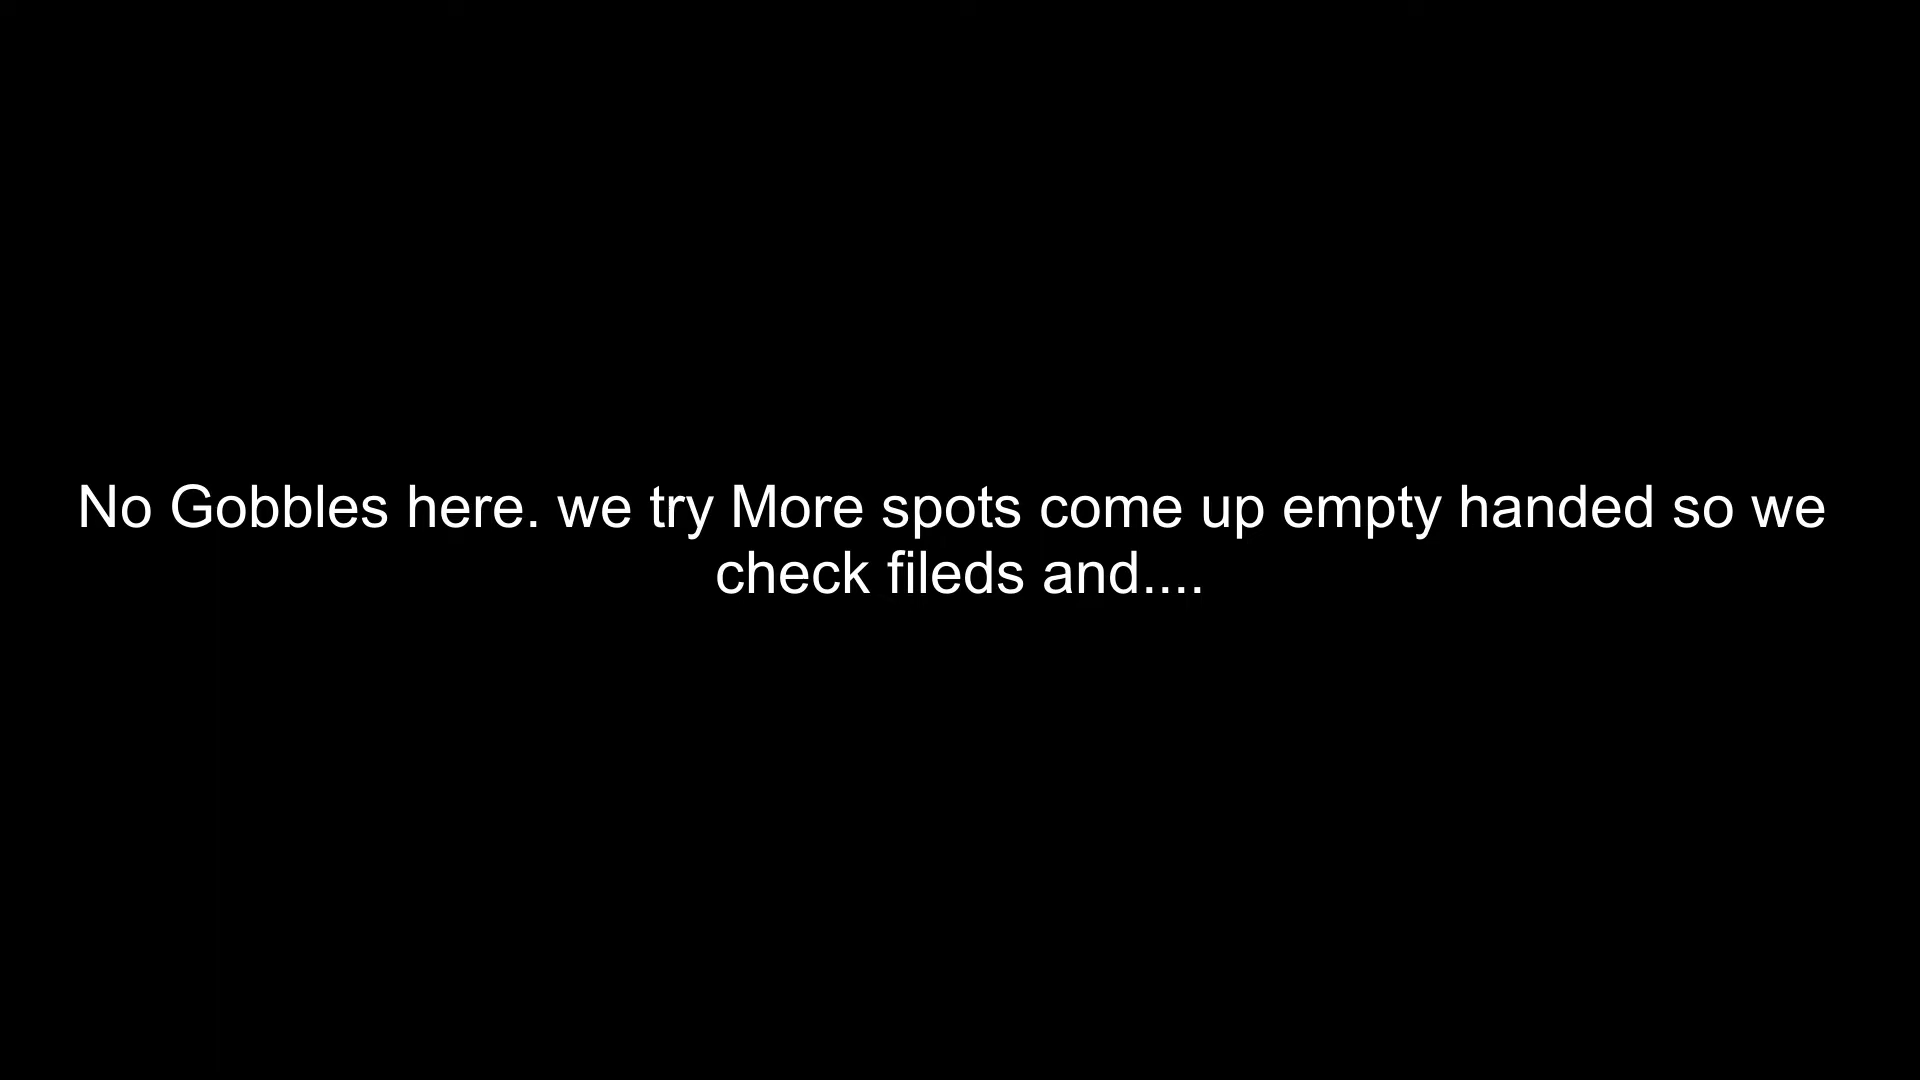 No Gobbles here. we try More spots come up empty handed so we
check fileds and....